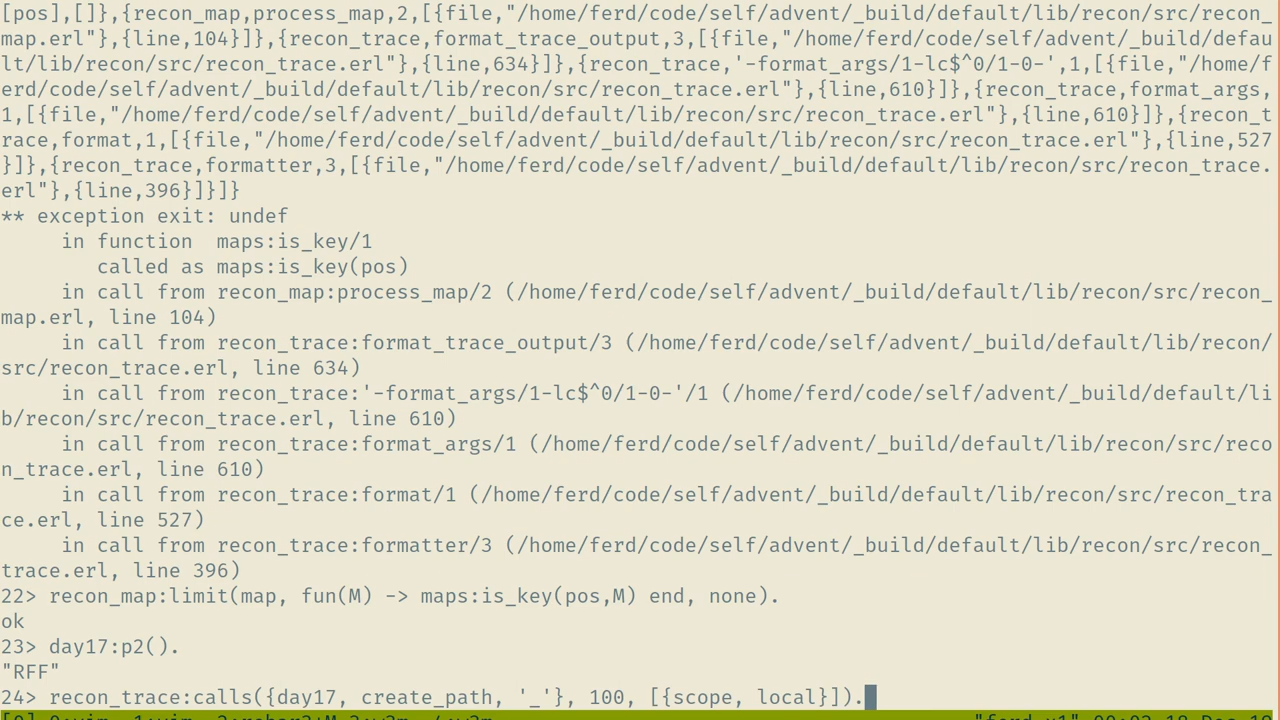 [pos],[]},{recon_map,process_map,2,[{file,"/home/ferd/code/self/advent/_build/default/lib/recon/src/recon_
map.erl"},{line,104}]},{recon_trace,format_trace_output,3,[{file,"/home/ferd/code/self/advent/_build/defau
lt/lib/recon/src/recon_trace.erl"},{line,634}]},{recon_trace,'-format_args/1-lc$^0/1-0-',1,[{file,"/home/f
erd/code/self/advent/_build/default/lib/recon/src/recon_trace.erl"},{line,610}]},{recon_trace,format_args,
1,[{file,"/home/ferd/code/self/advent/_build/default/lib/recon/src/recon_trace.erl"},{line,610}]},{recon_t
race,format,1,[{file,"/home/ferd/code/self/advent/_build/default/lib/recon/src/recon_trace.erl"},{line,527
}]},{recon_trace,formatter,3,[{file,"/home/ferd/code/self/advent/_build/default/lib/recon/src/recon_trace.
erl"},{line,396}]}]}
** exception exit: undef
     in function  maps:is_key/1
        called as maps:is_key(pos)
     in call from recon_map:process_map/2 (/home/ferd/code/self/advent/_build/default/lib/recon/src/recon_
map.erl, line 104)
     in call from recon_trace:format_trace_output/3 (/home/ferd/code/self/advent/_build/default/lib/recon/
src/recon_trace.erl, line 634)
     in call from recon_trace:'-format_args/1-lc$^0/1-0-'/1 (/home/ferd/code/self/advent/_build/default/li
b/recon/src/recon_trace.erl, line 610)
     in call from recon_trace:format_args/1 (/home/ferd/code/self/advent/_build/default/lib/recon/src/reco
n_trace.erl, line 610)
     in call from recon_trace:format/1 (/home/ferd/code/self/advent/_build/default/lib/recon/src/recon_tra
ce.erl, line 527)
     in call from recon_trace:formatter/3 (/home/ferd/code/self/advent/_build/default/lib/recon/src/recon_
trace.erl, line 396)
22> recon_map:limit(map, fun(M) -> maps:is_key(pos,M) end, none).
ok
23> day17:p2().
"RFF"
24> recon_trace:calls({day17, create_path, '_'}, 100, [{scope, local}]).